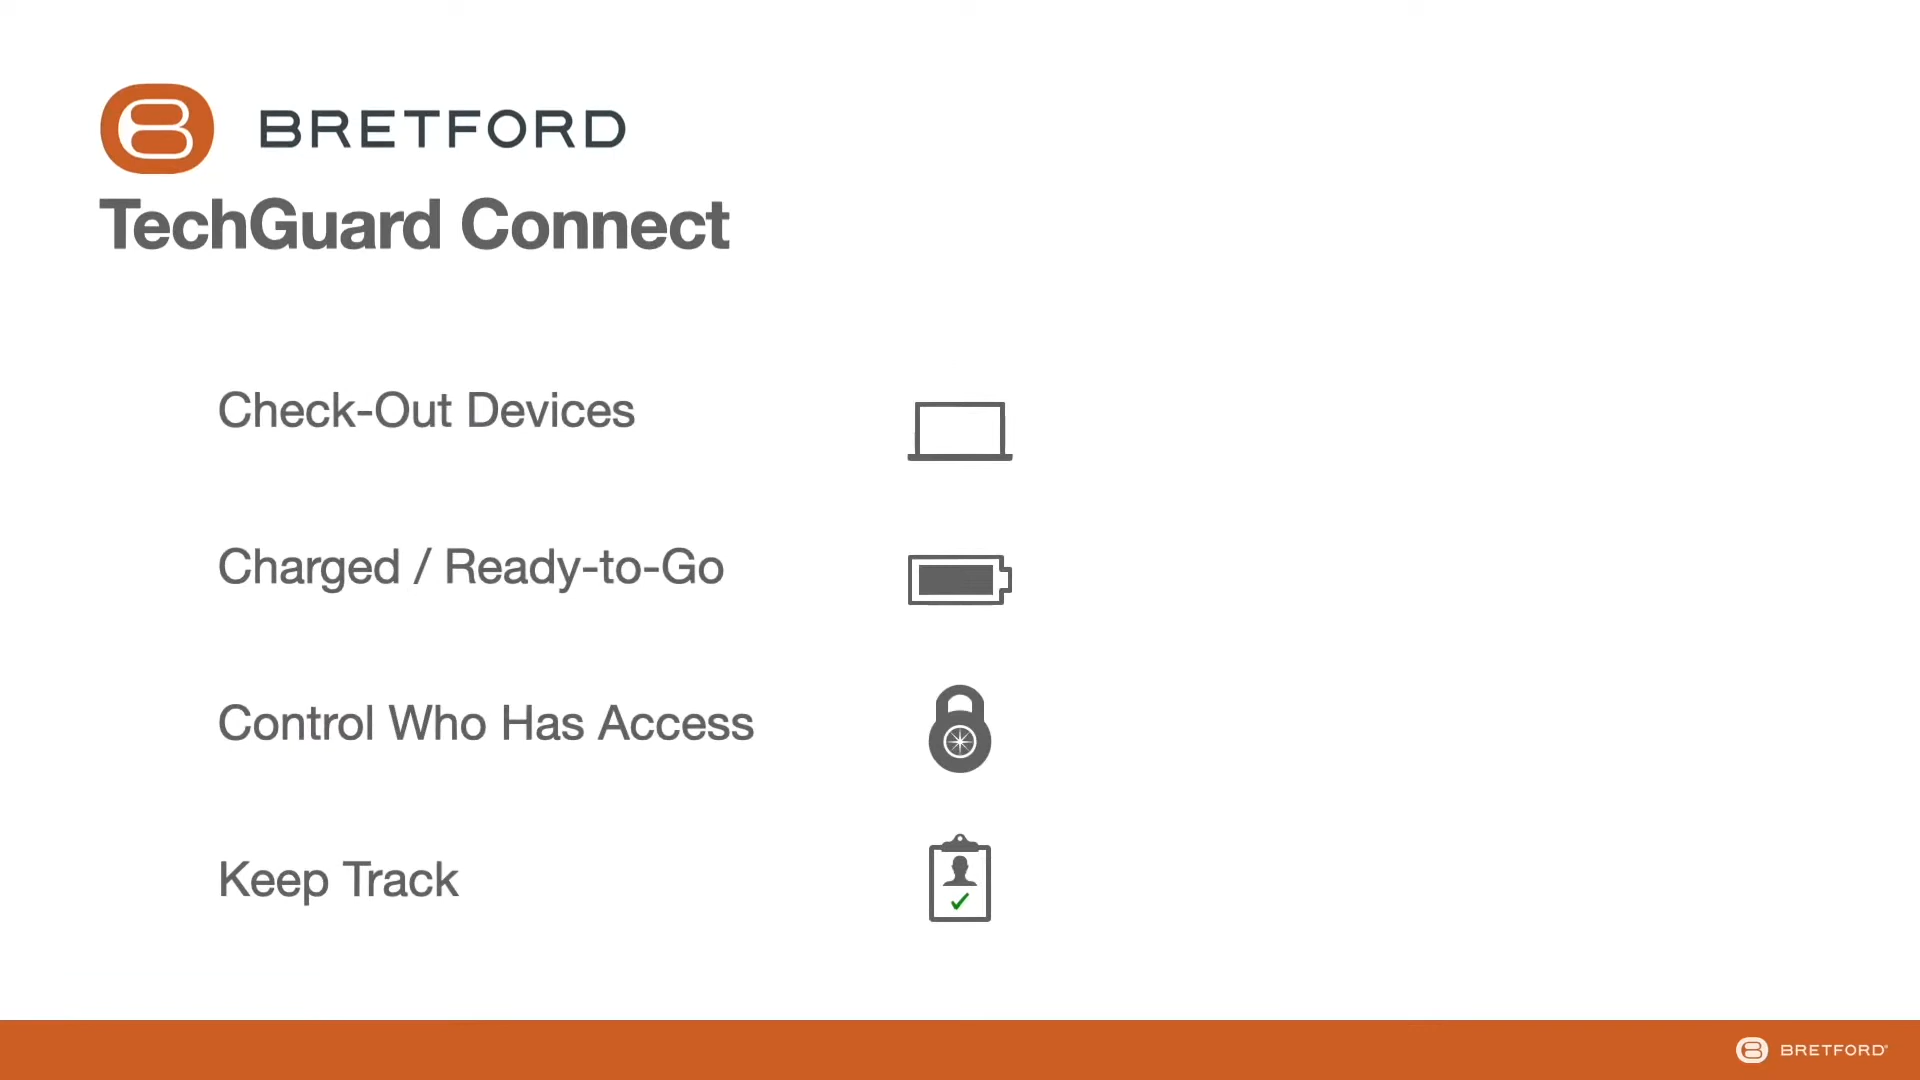 BRETFORD
TechGuard Connect
Check-Out Devices
Charged / Ready-to-Go
Control Who Has Access
Keep Track
BRETFORD